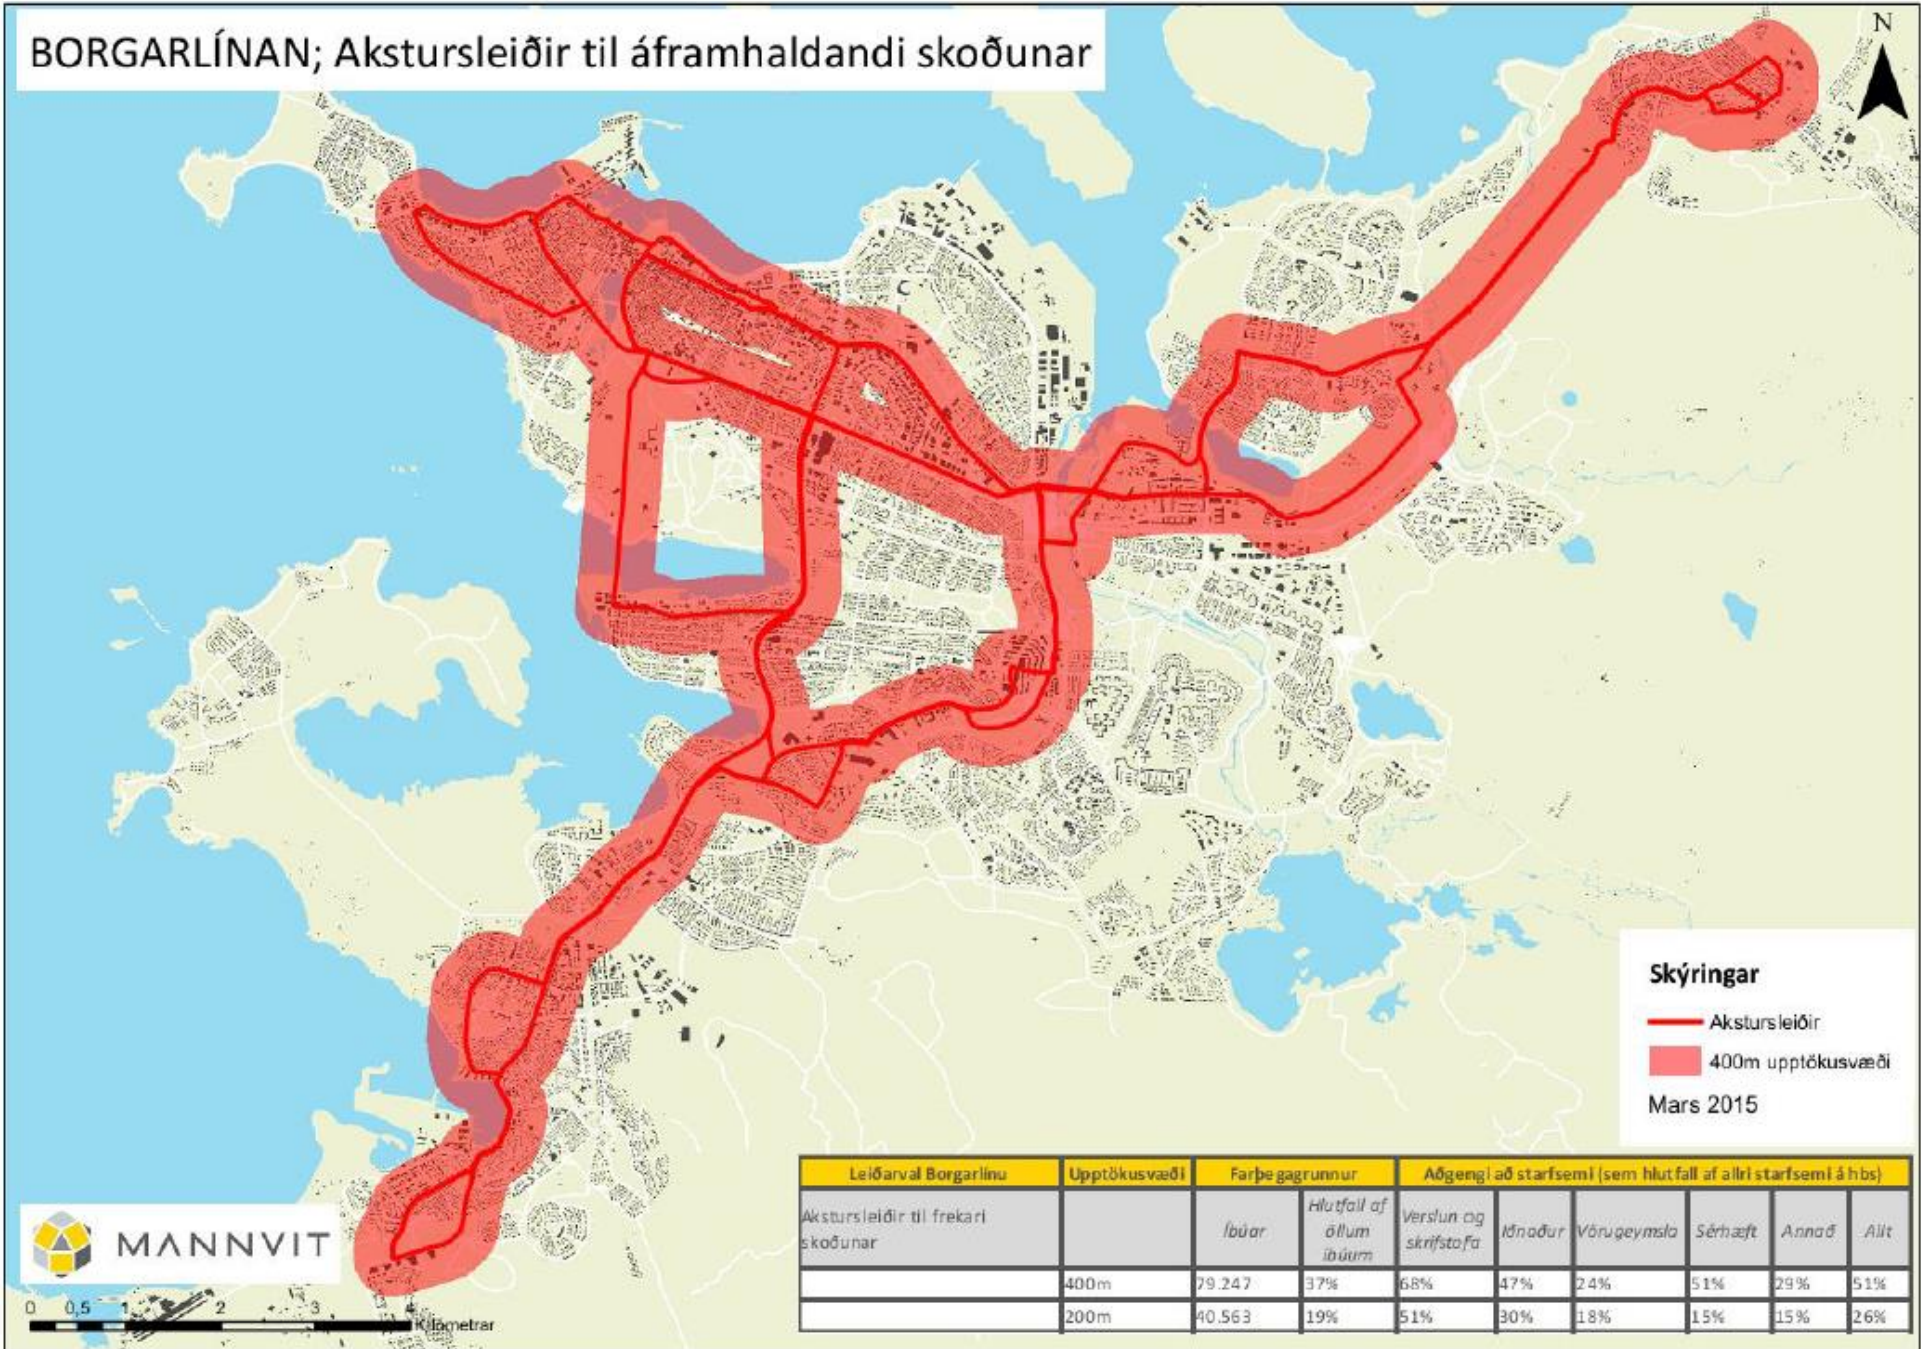 BORGARLÍNAN; Akstursleiðir til áframhaldandi skoðunar
N
Skýringar
Akstursleiðir
400m upptökusvæði
Mars 2015
MANNVIT
0 0,5 1 2 3 4
Kílómetrar
Leiðarval Borgarlínu Upptökusvæði Farþegagrunnur Aðgengi að starfsemi (sem hlutfall af allri starfsemi á hbs)
Akstursleiðir til frekari skoðunar Íbúar Hlutfall af öllum íbúum Verslun og skrifstofa Iðnaður Vörugeymsla Sérhæft Annað Allt
400m 79.247 37% 68% 47% 24% 51% 29% 51%
200m 40.563 19% 51% 30% 18% 15% 15% 26%